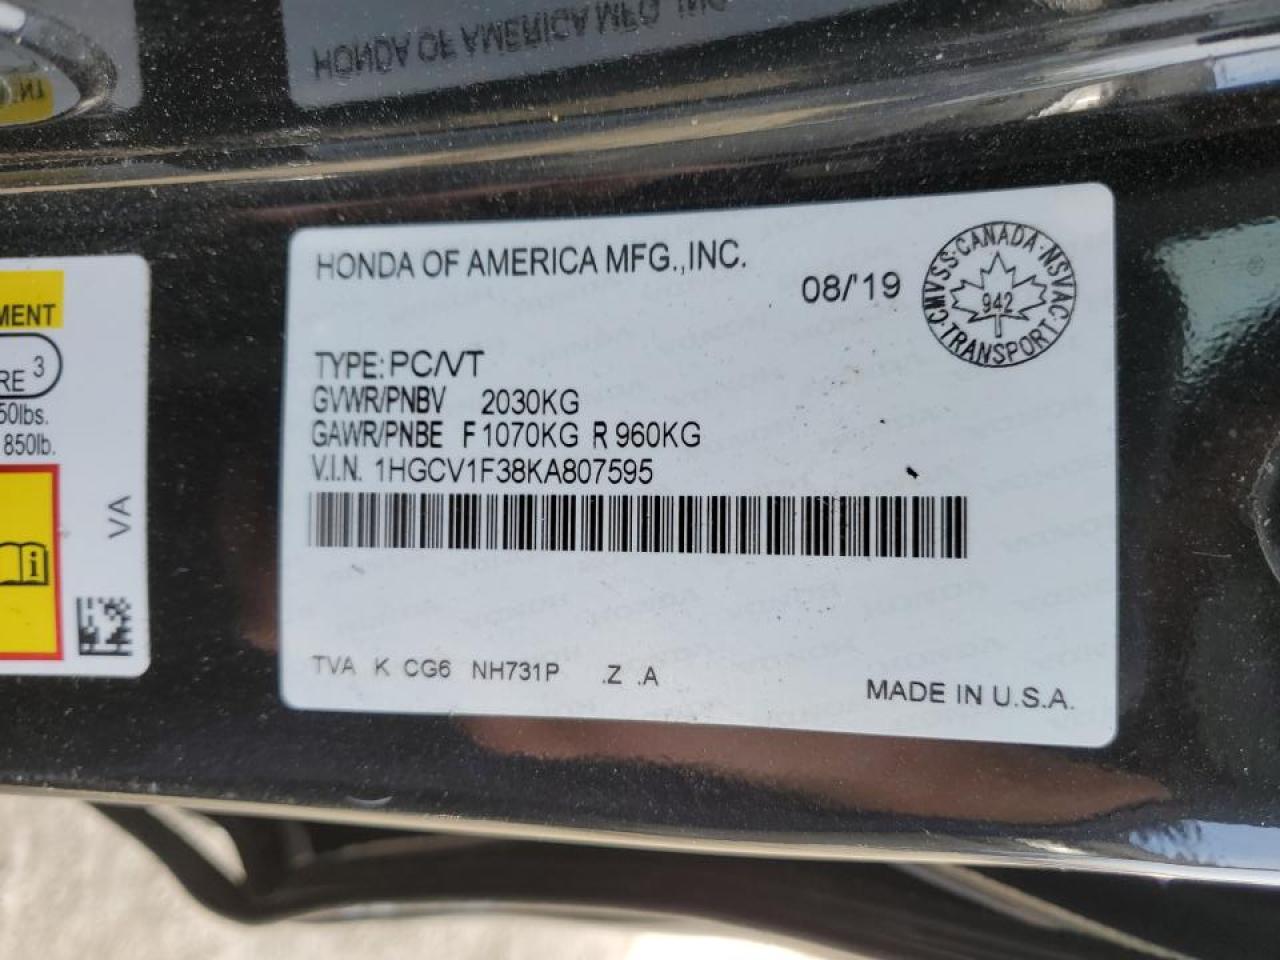 HONDA OF AMERICA MFG., INC.
HONDA OF AMERICA MFG.,INC.
08/'19
CMVSS·CANADA·NSVAC·TRANSPORT
942
TYPE: PC/VT
GVWR/PNBV 2030KG
GAWR/PNBE F 1070KG R 960KG
V.I.N. 1HGCV1F38KA807595
TVA K CG6 NH731P .Z .A
MADE IN U.S.A.
MENT
RE 3
50lbs.
850lb.
VA